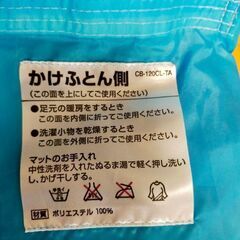 かけふとん側 CB-120CL-TA
(この面を上にしてご使用ください)
●足元の暖房をするとき
この面を内側に折ってご使用ください。
●洗濯小物を乾燥するとき
この面を外側に折ってご使用ください。
マットのお手入れ
中性洗剤を入れたぬるま湯で軽く押し洗い
し、かげ干しする。
材質 ポリエステル 100%